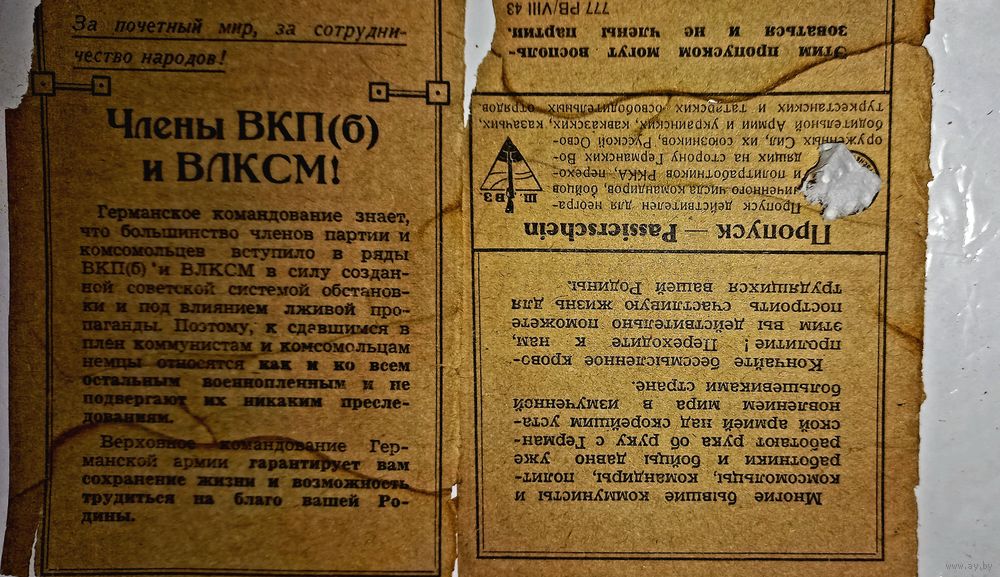 За почетный мир, за сотрудни-
чество народов!
Члены ВКП(б)
и ВЛКСМ!
Германское командование знает,
что большинство членов партии и
комсомольцев вступило в ряды
ВКП(б) и ВЛКСМ в силу создан-
ной советской системой обстанов-
ки и под влиянием лживой про-
паганды. Поэтому, к сдавшимся в
плен коммунистам и комсомольцам
немцы относятся как и ко всем
остальным военнопленным и не
подвергают их никаким пресле-
дованиям.
Верховное командование Гер-
манской армии гарантирует вам
сохранение жизни и возможность
трудиться на благо вашей Ро-
дины.
Многие бывшие коммунисты и
комсомольцы, командиры, полит-
работники и бойцы давно уже
работают рука об руку с Герман-
ской армией над скорейшим уста-
новлением мира в измученной
большевиками стране.
Кончайте бессмысленное крово-
пролитие! Переходите к нам,
этим вы действительно поможете
построить счастливую жизнь для
трудящихся вашей Родины.
Пропуск — Passierschein
Пропуск действителен для неогра-
ниченного числа командиров, бойцов
и политработников РККА, перехо-
дящих на сторону Германских Во-
оруженных Сил, их союзников, Русской Осво-
бодительной Армии и украинских, кавказских, казачьих,
туркестанских и татарских освободительных отрядов.
Ш. ВЗ.
Этим пропуском могут восполь-
зоваться и не члены партии.
777 PB/VIII 43
www.ay.by